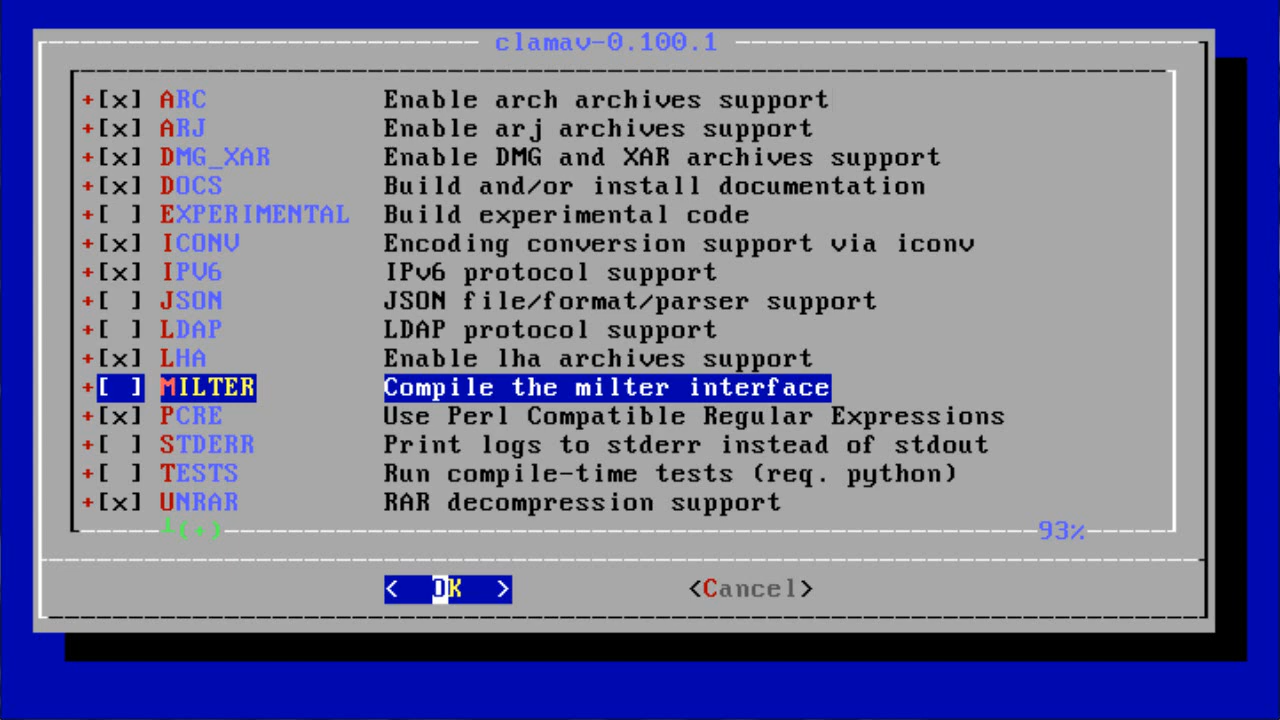 clamav-0.100.1
+[x] ARC Enable arch archives support
+[x] ARJ Enable arj archives support
+[x] DMG_XAR Enable DMG and XAR archives support
+[x] DOCS Build and/or install documentation
+[ ] EXPERIMENTAL Build experimental code
+[x] ICONV Encoding conversion support via iconv
+[x] IPV6 IPv6 protocol support
+[ ] JSON JSON file/format/parser support
+[ ] LDAP LDAP protocol support
+[x] LHA Enable lha archives support
+[ ] MILTER Compile the milter interface
+[x] PCRE Use Perl Compatible Regular Expressions
+[ ] STDERR Print logs to stderr instead of stdout
+[ ] TESTS Run compile-time tests (req. python)
+[x] UNRAR RAR decompression support
┴(+) 93%
< OK > <Cancel>